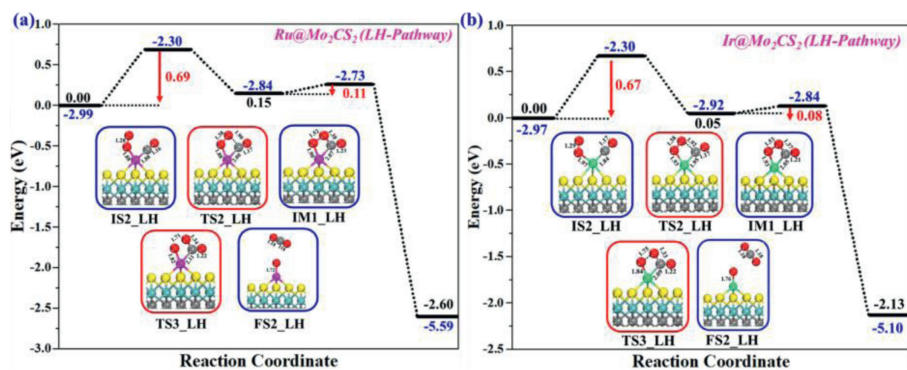 (a)
Ru@Mo₂CS₂ (LH-Pathway)
Energy (eV)
1.0
0.5
0.0
-0.5
-1.0
-1.5
-2.0
-2.5
-3.0
0.00
-2.99
-2.30
0.69
-2.84
0.15
-2.73
0.11
-2.60
-5.59
IS2_LH
TS2_LH
IM1_LH
TS3_LH
FS2_LH
Reaction Coordinate
(b)
Ir@Mo₂CS₂ (LH-Pathway)
Energy (eV)
1.0
0.5
0.0
-0.5
-1.0
-1.5
-2.0
-2.5
0.00
-2.97
-2.30
0.67
-2.92
0.05
-2.84
0.08
-2.13
-5.10
IS2_LH
TS2_LH
IM1_LH
TS3_LH
FS2_LH
Reaction Coordinate